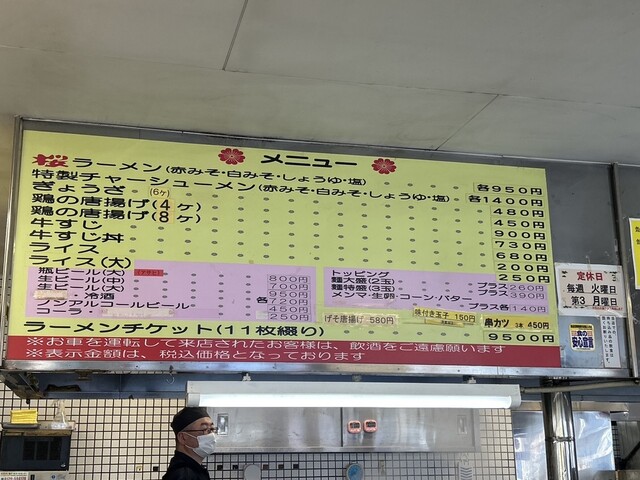 メニュー
桜ラーメン(赤みそ・白みそ・しょうゆ・塩) 各950円
特製チャーシューメン(赤みそ・白みそ・しょうゆ・塩) 各1400円
ぎょうざ(6ヶ) 480円
鶏の唐揚げ(4ヶ) 450円
鶏の唐揚げ(8ヶ) 900円
牛すじ 730円
牛すじ丼 680円
ライス 200円
ライス(大) 250円
瓶ビール(大) 800円
生ビール(中) 700円
生ビール(大) 950円
冷酒 各720円
ノンアルコールビール 450円
コーラ・ 250円
トッピング
麺大盛(2玉) プラス260円
麺特盛(3玉) プラス390円
メンマ・生卵・コーン・バター プラス各140円
げそ唐揚げ 580円
味付き玉子 150円
串カツ 450円
ラーメンチケット(11枚綴り) 9500円
※お車を運転して来店されたお客様は、飲酒をご遠慮願います
※表示金額は、税込価格となっております
定休日
毎週 火曜日
第3 月曜日